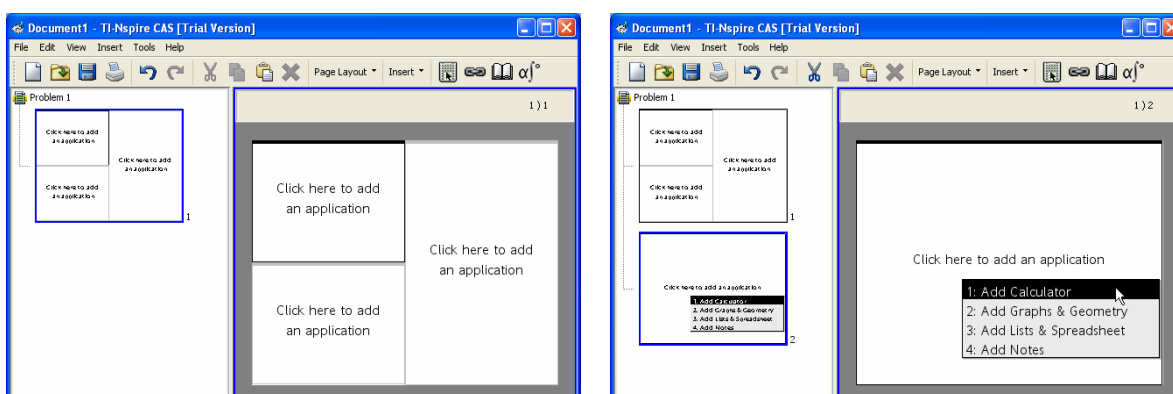 Document1 - TI-Nspire CAS [Trial Version]
File Edit View Insert Tools Help
Page Layout Insert
Problem 1
Click here to add
an application
Click here to add
an application
Click here to add
an application
1
1)1
Click here to add
an application
Click here to add
an application
Click here to add
an application
Document1 - TI-Nspire CAS [Trial Version]
File Edit View Insert Tools Help
Page Layout Insert
Problem 1
Click here to add
an application
Click here to add
an application
Click here to add
an application
1
Click here to add an application
1: Add Calculator
2: Add Graphs & Geometry
3: Add Lists & Spreadsheet
4: Add Notes
2
1)2
Click here to add an application
1: Add Calculator
2: Add Graphs & Geometry
3: Add Lists & Spreadsheet
4: Add Notes